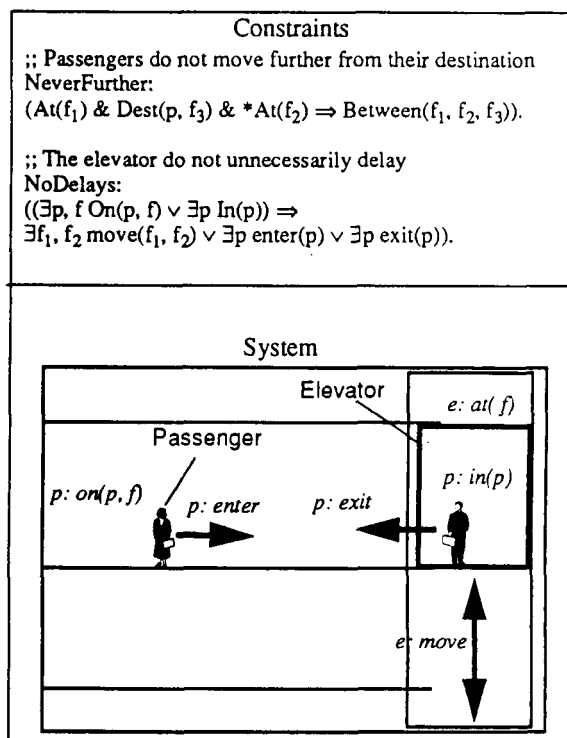 Constraints
;; Passengers do not move further from their destination
NeverFurther:
(At(f₁) & Dest(p, f₃) & *At(f₂) ⇒ Between(f₁, f₂, f₃)).
;; The elevator do not unnecessarily delay
NoDelays:
((∃p, f On(p, f) ∨ ∃p In(p)) ⇒
∃f₁, f₂ move(f₁, f₂) ∨ ∃p enter(p) ∨ ∃p exit(p)).
System
Elevator
e: at( f)
Passenger
p: on(p, f)
p: enter
p: exit
p: in(p)
e: move